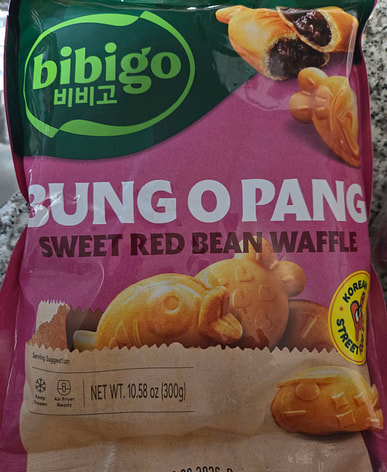 bibigo
비비고
BUNG O PANG
SWEET RED BEAN WAFFLE
KOREAN
STREET
Serving Suggestion
Keep
Frozen
Air Fryer
Ready
NET WT. 10.58 oz (300g)
2026